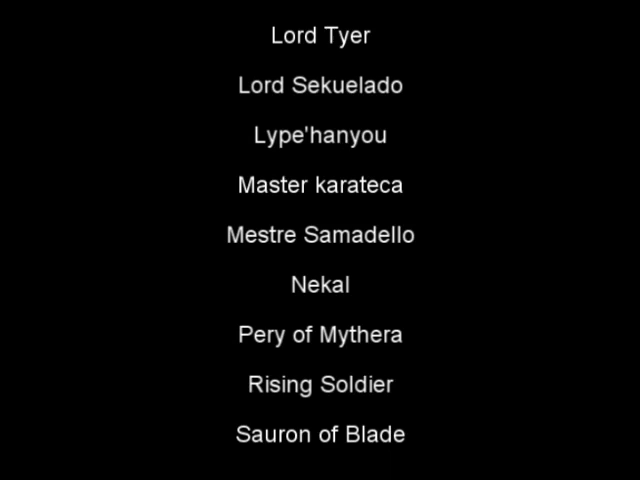 Lord Tyer
Lord Sekuelado
Lype'hanyou
Master karateca
Mestre Samadello
Nekal
Pery of Mythera
Rising Soldier
Sauron of Blade